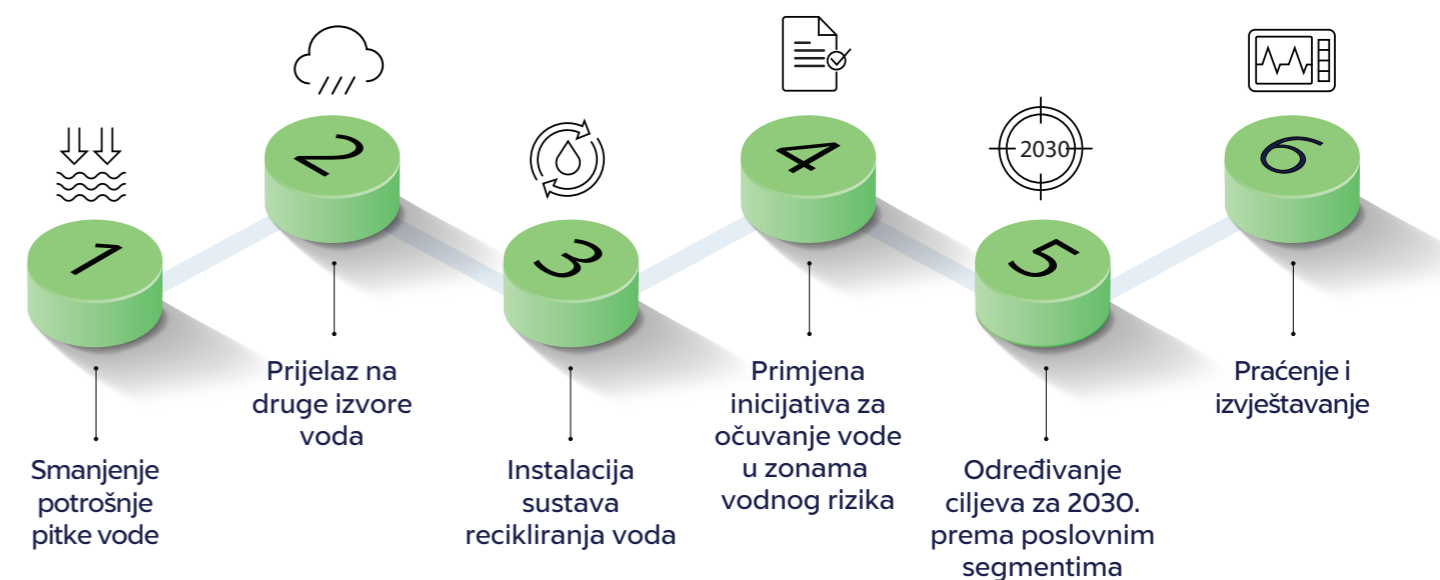 1
Smanjenje
potrošnje
pitke vode
2
Prijelaz na
druge izvore
voda
3
Instalacija
sustava
recikliranja voda
4
Primjena
inicijativa za
očuvanje vode
u zonama
vodnog rizika
2030
5
Određivanje
ciljeva za 2030.
prema poslovnim
segmentima
6
Praćenje i
izvještavanje